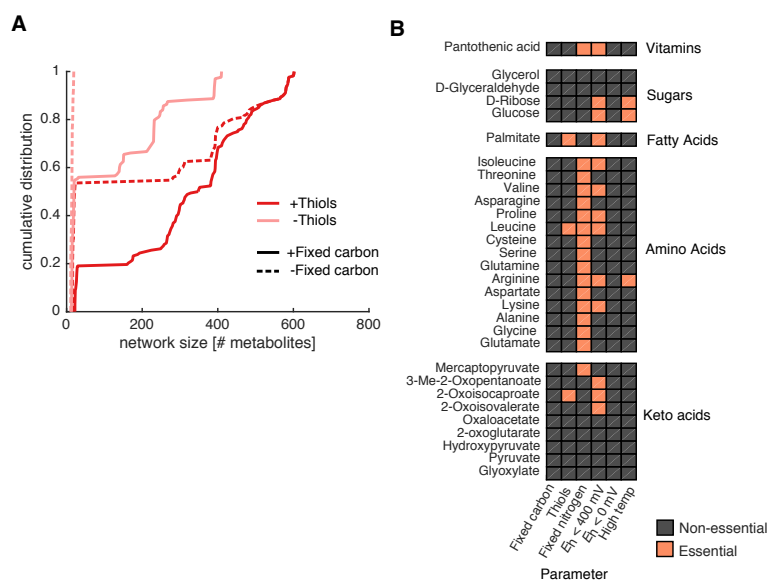 A
cumulative distribution
1
0.8
0.6
0.4
0.2
0
0
200
400
600
800
network size [# metabolites]
+Thiols
-Thiols
+Fixed carbon
-Fixed carbon
B
Pantothenic acid
Vitamins
Glycerol
D-Glyceraldehyde
D-Ribose
Glucose
Sugars
Palmitate
Fatty Acids
Isoleucine
Threonine
Valine
Asparagine
Proline
Leucine
Cysteine
Serine
Glutamine
Arginine
Aspartate
Lysine
Alanine
Glycine
Glutamate
Amino Acids
Mercaptopyruvate
3-Me-2-Oxopentanoate
2-Oxoisocaproate
2-Oxoisovalerate
Oxaloacetate
2-oxoglutarate
Hydroxypyruvate
Pyruvate
Glyoxylate
Keto acids
Fixed carbon
Thiols
Fixed nitrogen
Eh < 400 mV
Eh < 0 mV
High temp
Parameter
Non-essential
Essential